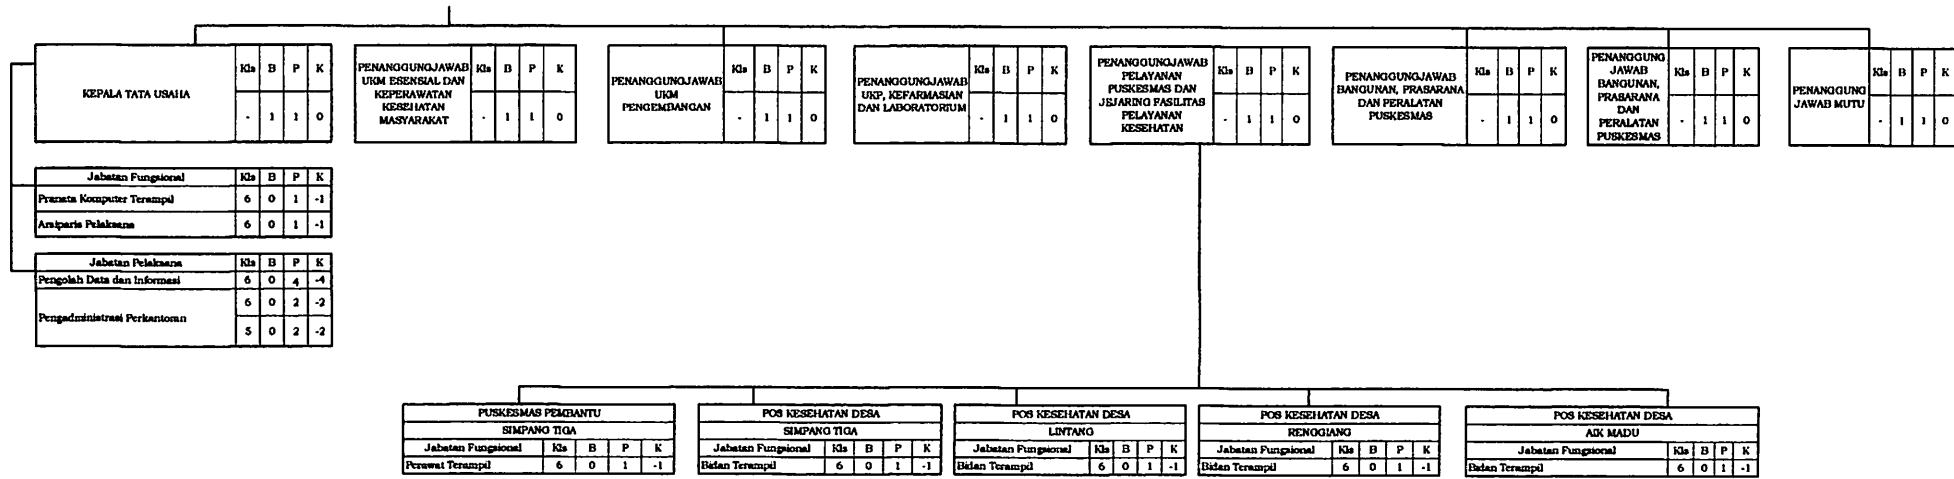 KEPALA TATA USAHA
Kls B P K
- 1 1 0
PENANGGUNGJAWAB
UKM ESENSIAL DAN
KEPERAWATAN
KESEHATAN
MASYARAKAT
Kls B P K
- 1 1 0
PENANGGUNGJAWAB
UKM
PENGEMBANGAN
Kls B P K
- 1 1 0
PENANGGUNGJAWAB
UKP, KEFARMASIAN
DAN LABORATORIUM
Kls B P K
- 1 1 0
PENANGGUNGJAWAB
PELAYANAN
PUSKESMAS DAN
JEJARING FASILITAS
PELAYANAN
KESEHATAN
Kls B P K
- 1 1 0
PENANGGUNGJAWAB
BANGUNAN, PRASARANA
DAN PERALATAN
PUSKESMAS
Kls B P K
- 1 1 0
PENANGGUNG
JAWAB
BANGUNAN,
PRASARANA
DAN
PERALATAN
PUSKESMAS
Kls B P K
- 1 1 0
PENANGGUNG
JAWAB MUTU
Kls B P K
- 1 1 0
Jabatan Fungsional Kls B P K
Pranata Komputer Terampil 6 0 1 -1
Arsiparis Pelaksana 6 0 1 -1
Jabatan Pelaksana Kls B P K
Pengolah Data dan Informasi 6 0 4 -4
Pengadministrasi Perkantoran 6 0 2 -2
5 0 2 -2
PUSKESMAS PEMBANTU
SIMPANG TIGA
Jabatan Fungsional Kls B P K
Perawat Terampil 6 0 1 -1
POS KESEHATAN DESA
SIMPANG TIGA
Jabatan Fungsional Kls B P K
Bidan Terampil 6 0 1 -1
POS KESEHATAN DESA
LINTANG
Jabatan Fungsional Kls B P K
Bidan Terampil 6 0 1 -1
POS KESEHATAN DESA
RENGGIANG
Jabatan Fungsional Kls B P K
Bidan Terampil 6 0 1 -1
POS KESEHATAN DESA
AIK MADU
Jabatan Fungsional Kls B P K
Bidan Terampil 6 0 1 -1